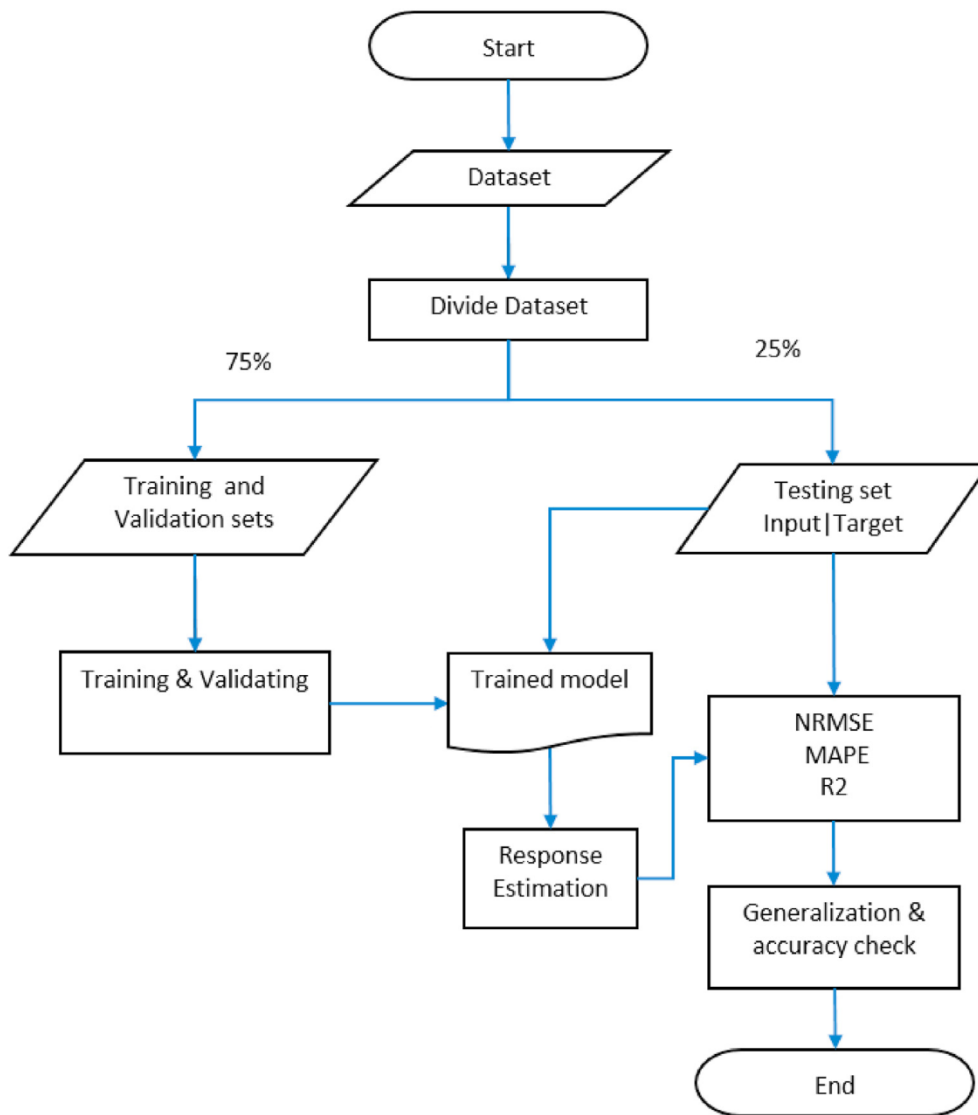 Start
Dataset
Divide Dataset
75%
25%
Training and
Validation sets
Testing set
Input|Target
Training & Validating
Trained model
NRMSE
MAPE
R2
Response
Estimation
Generalization &
accuracy check
End